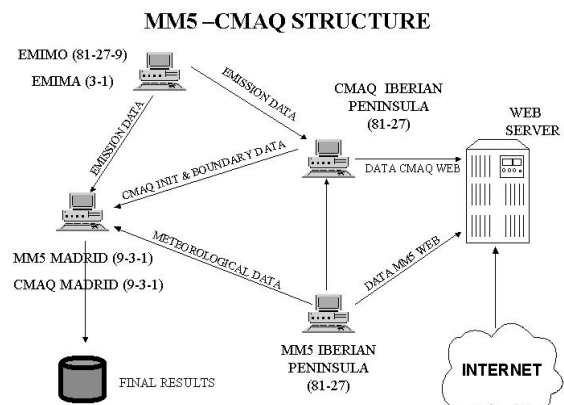 MM5 –CMAQ STRUCTURE
EMIMO (81-27-9)
EMIMA (3-1)
EMISSION DATA
CMAQ IBERIAN
PENINSULA
(81-27)
WEB
SERVER
EMISSION DATA
CMAQ INIT & BOUNDARY DATA
DATA CMAQ WEB
METEOROLOGICAL DATA
DATA MM5 WEB
MM5 MADRID (9-3-1)
CMAQ MADRID (9-3-1)
MM5 IBERIAN
PENINSULA
(81-27)
INTERNET
FINAL RESULTS